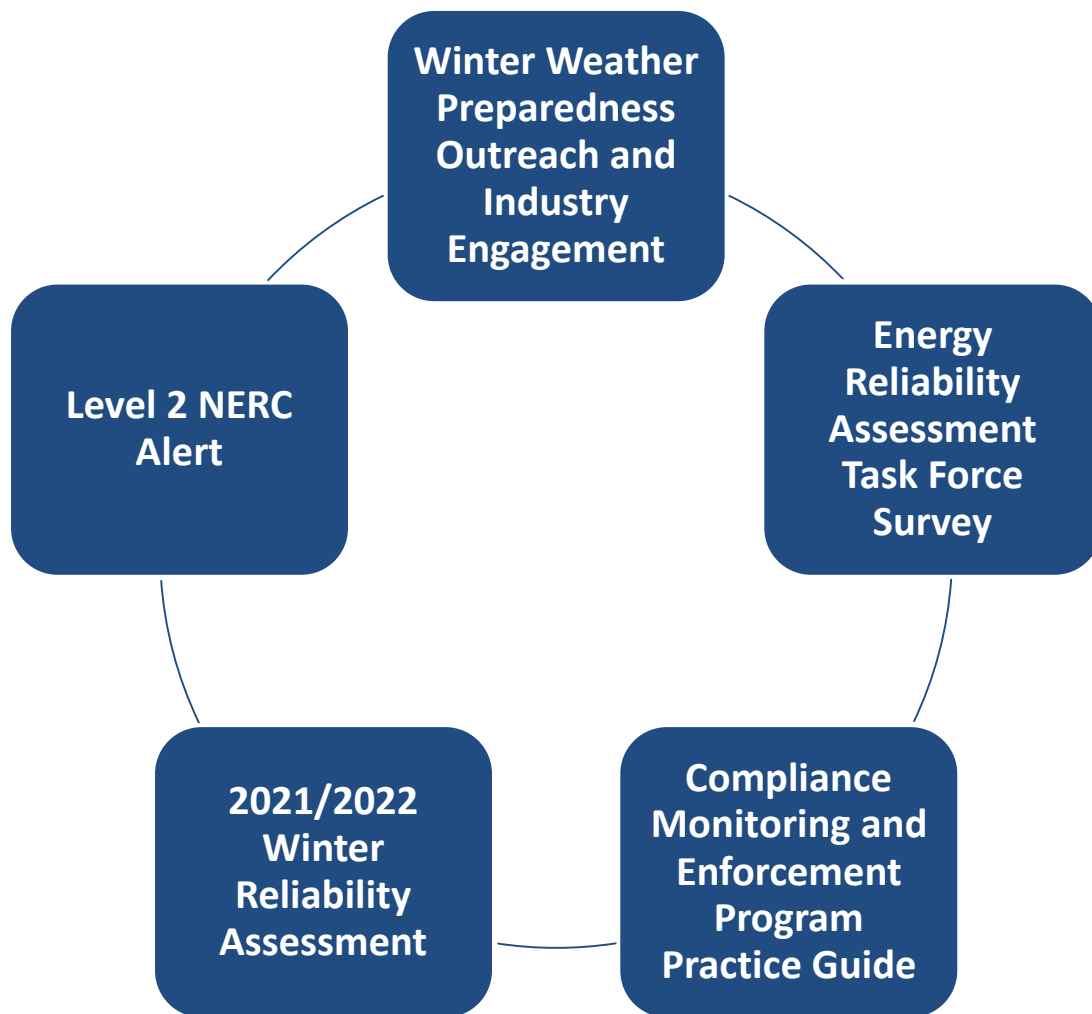 Winter Weather
Preparedness
Outreach and
Industry
Engagement
Energy
Reliability
Assessment
Task Force
Survey
Compliance
Monitoring and
Enforcement
Program
Practice Guide
2021/2022
Winter
Reliability
Assessment
Level 2 NERC
Alert